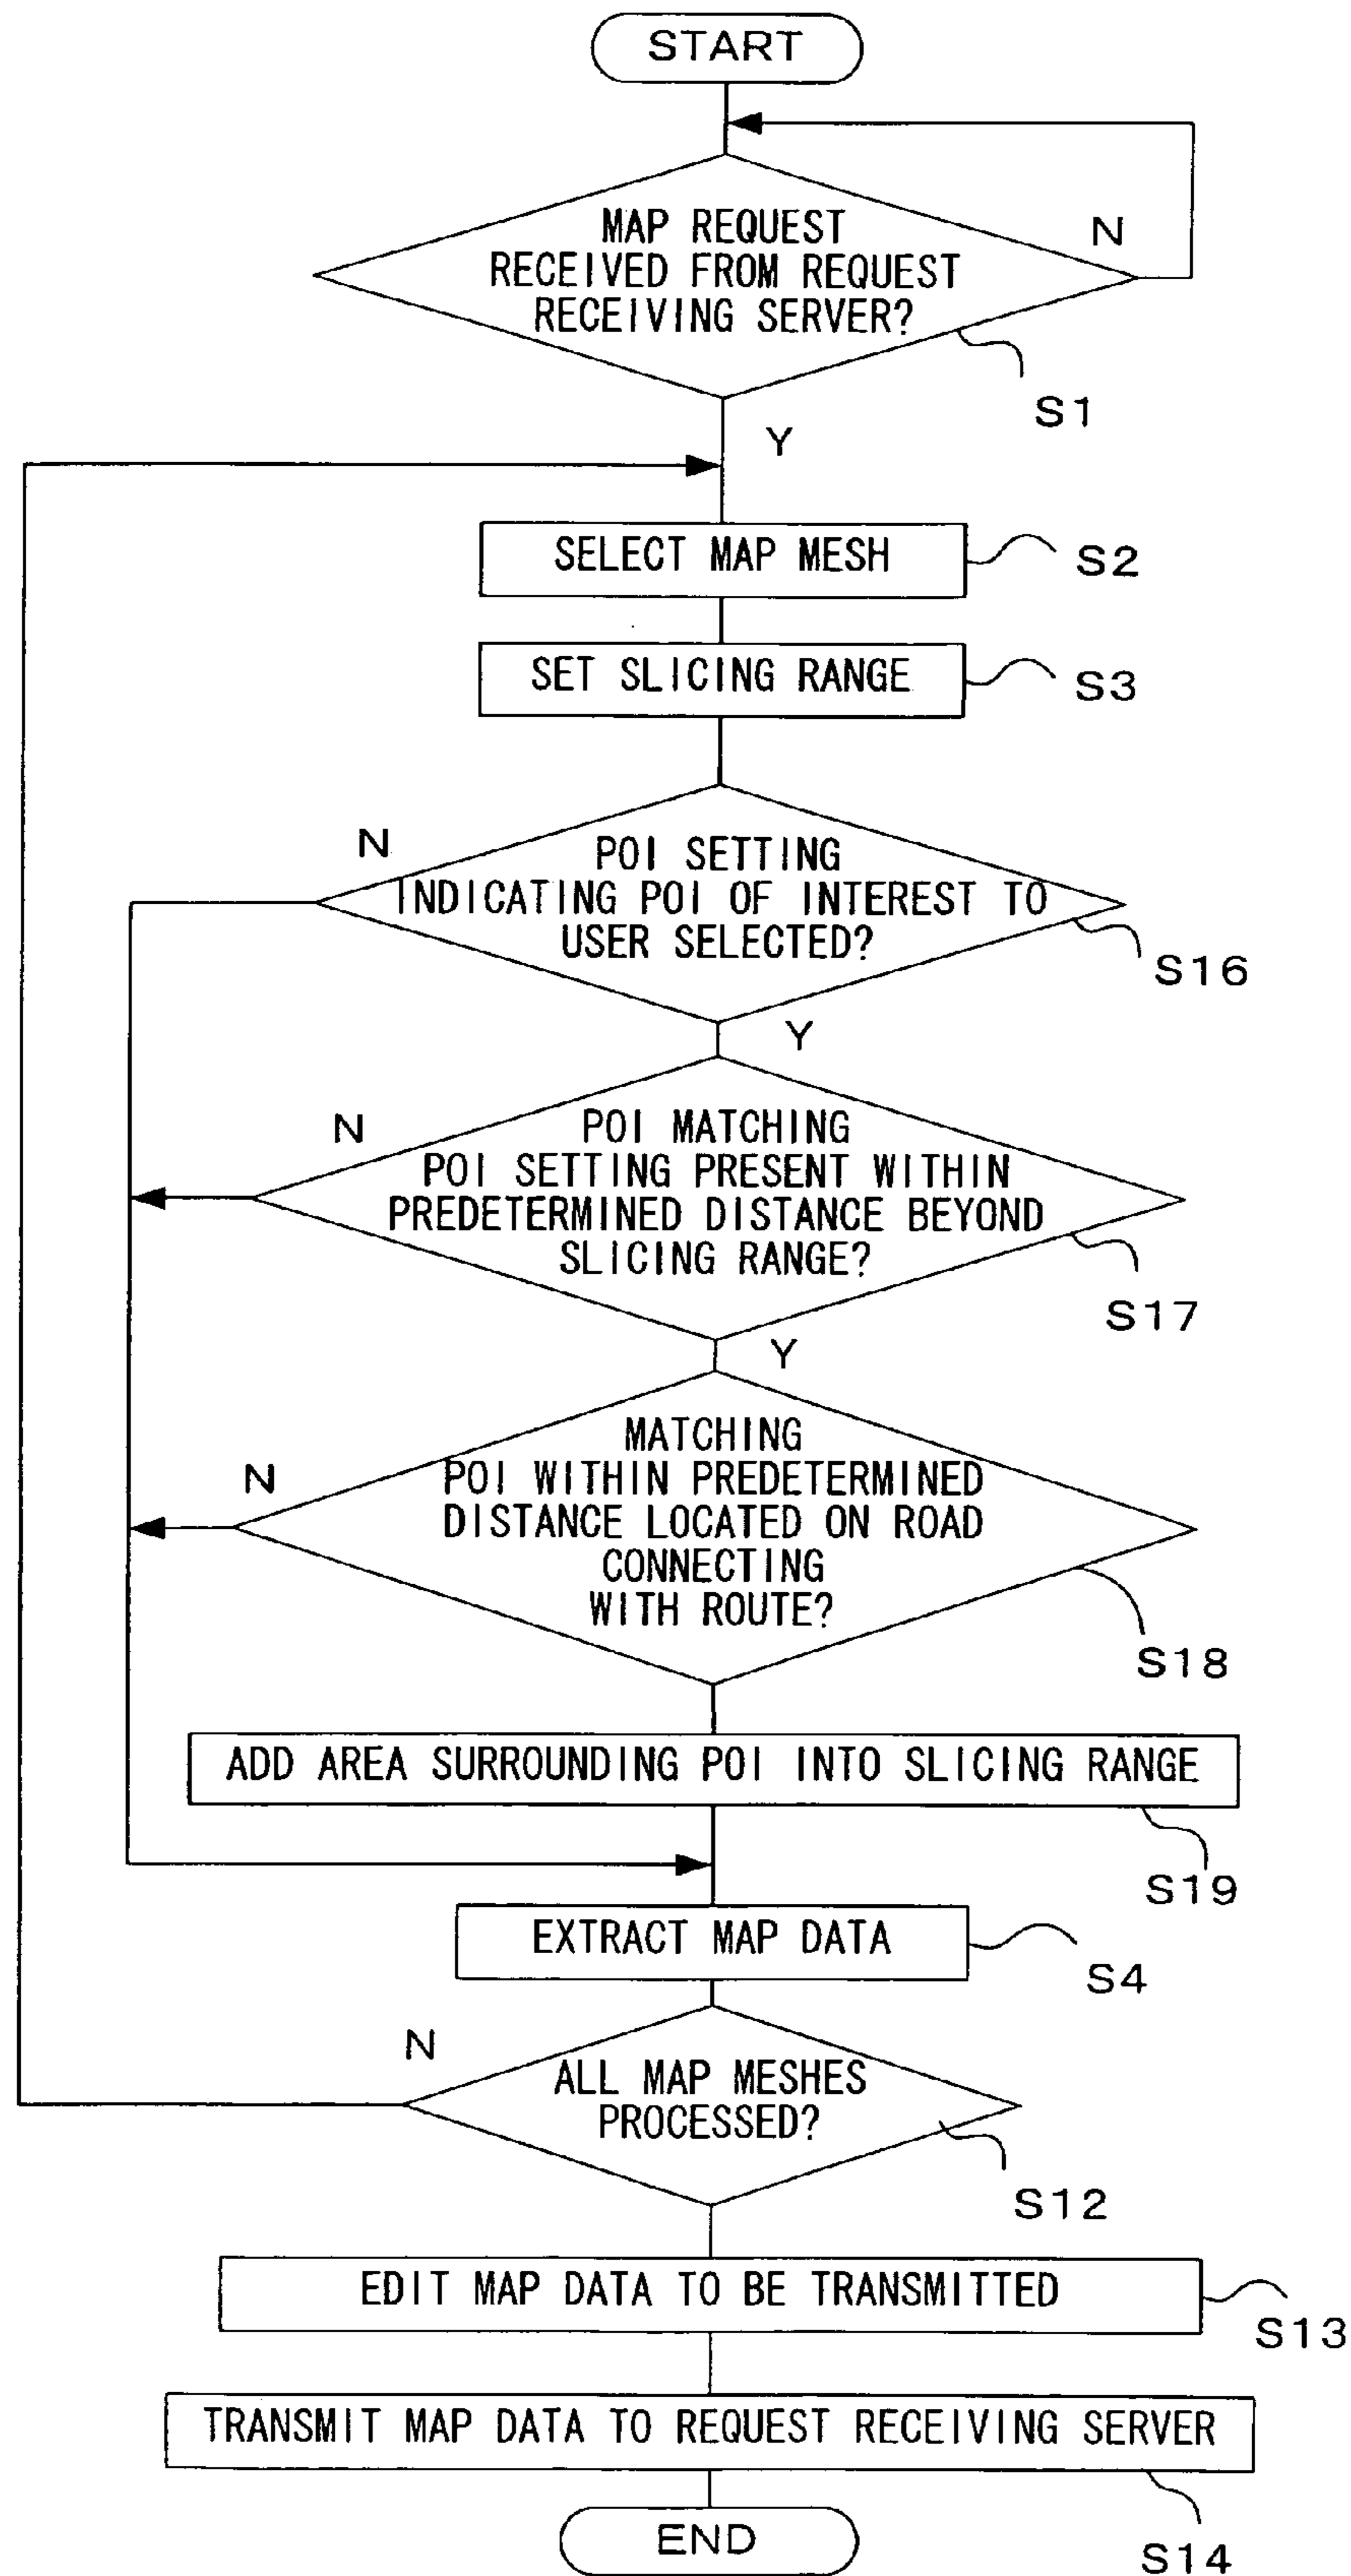 START
MAP REQUEST
RECEIVED FROM REQUEST
RECEIVING SERVER?
N
S1
Y
SELECT MAP MESH
S2
SET SLICING RANGE
S3
N
POI SETTING
INDICATING POI OF INTEREST TO
USER SELECTED?
S16
Y
N
POI MATCHING
POI SETTING PRESENT WITHIN
PREDETERMINED DISTANCE BEYOND
SLICING RANGE?
S17
Y
N
MATCHING
POI WITHIN PREDETERMINED
DISTANCE LOCATED ON ROAD
CONNECTING
WITH ROUTE?
S18
ADD AREA SURROUNDING POI INTO SLICING RANGE
S19
EXTRACT MAP DATA
S4
N
ALL MAP MESHES
PROCESSED?
S12
EDIT MAP DATA TO BE TRANSMITTED
S13
TRANSMIT MAP DATA TO REQUEST RECEIVING SERVER
S14
END